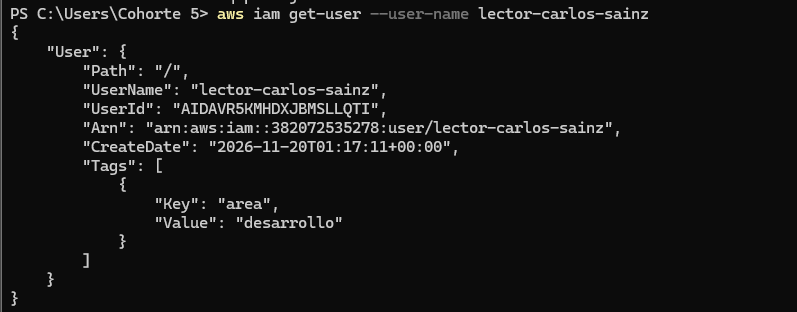 PS C:\Users\Cohorte 5> aws iam get-user --user-name lector-carlos-sainz
{
    "User": {
        "Path": "/",
        "UserName": "lector-carlos-sainz",
        "UserId": "AIDAVR5KMHDXJBMSLLQTI",
        "Arn": "arn:aws:iam::382072535278:user/lector-carlos-sainz",
        "CreateDate": "2026-11-20T01:17:11+00:00",
        "Tags": [
            {
                "Key": "area",
                "Value": "desarrollo"
            }
        ]
    }
}